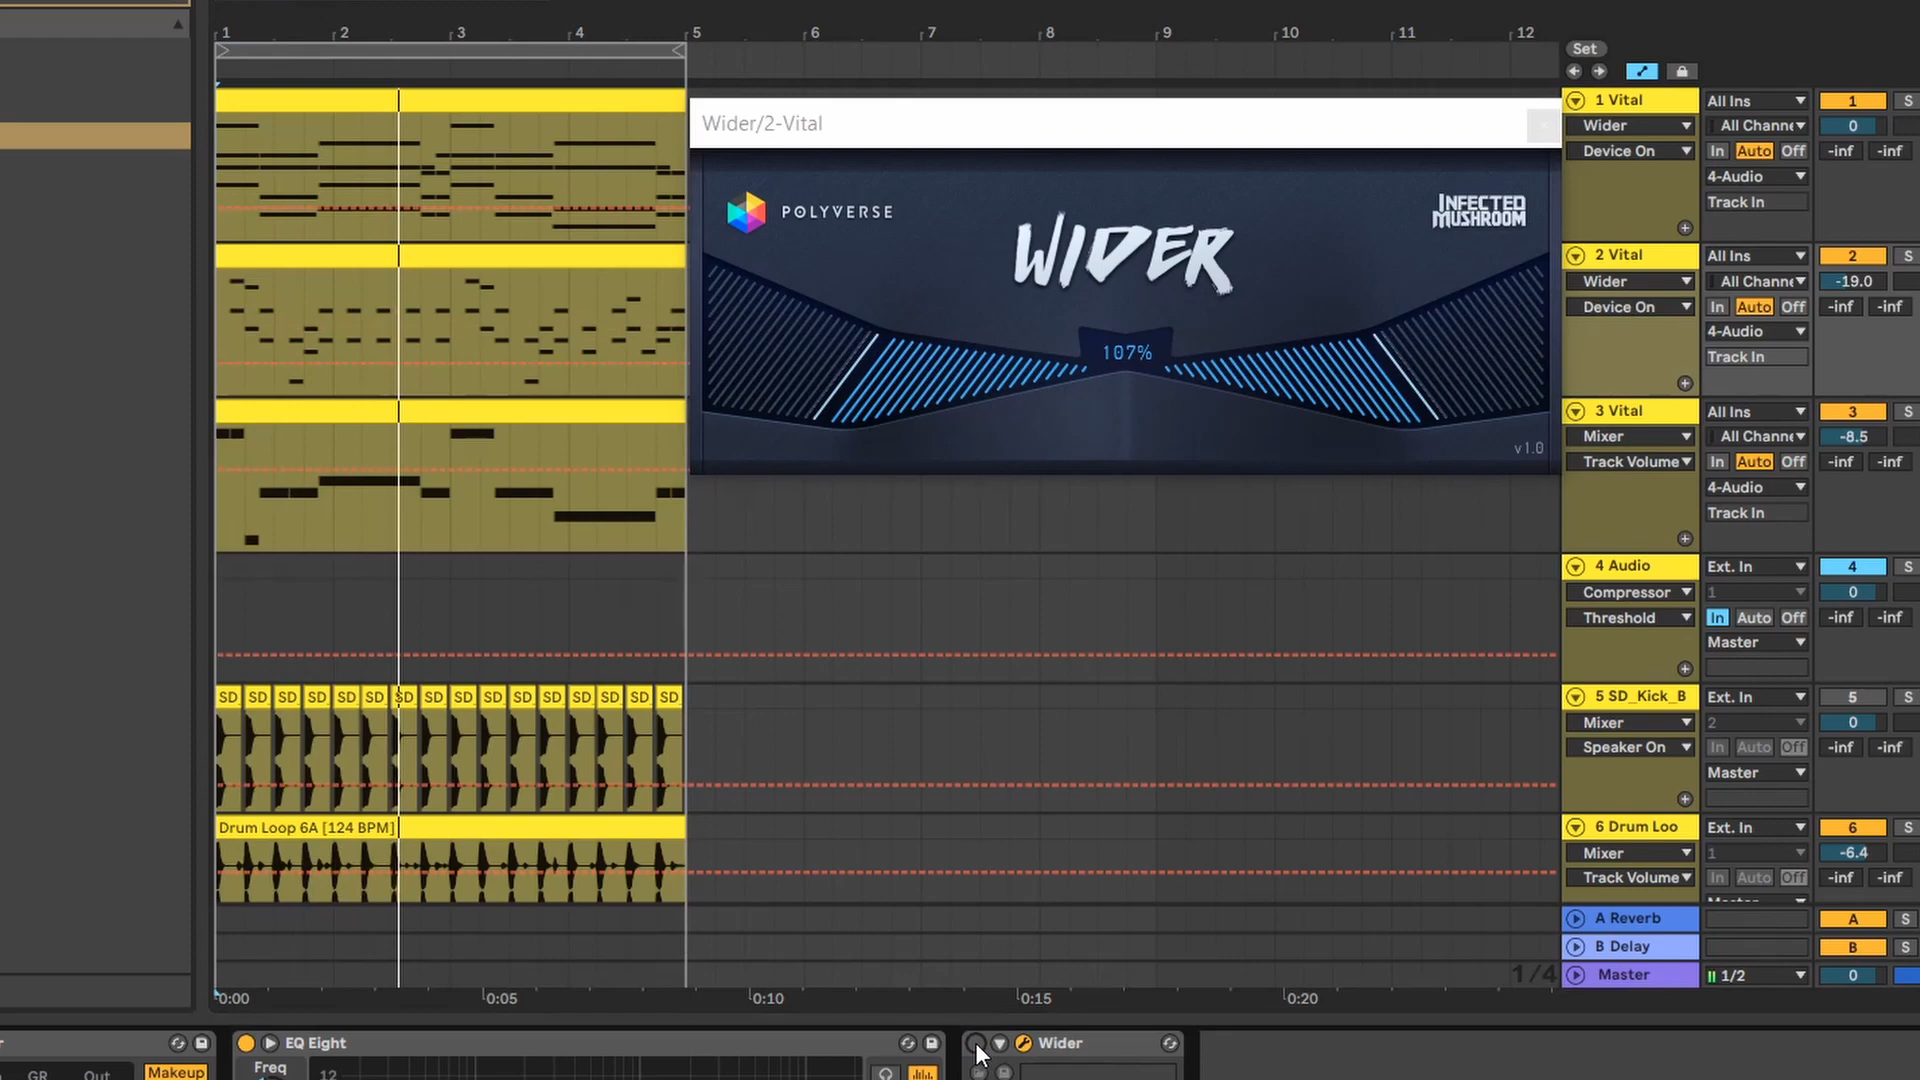 1 2 3 4 5 6 7 8 9 10 11 12
Set
Wider/2-Vital
POLYVERSE
WIDER
INFECTED
MUSHROOM
107%
v1.0
1 Vital All Ins 1 S
Wider All Channe 0
Device On In Auto Off -inf -inf
4-Audio
Track In
2 Vital All Ins 2 S
Wider All Channe -19.0
Device On In Auto Off -inf -inf
4-Audio
Track In
3 Vital All Ins 3 S
Mixer All Channe -8.5
Track Volume In Auto Off -inf -inf
4-Audio
Track In
4 Audio Ext. In 4 S
Compressor 1 0
Threshold In Auto Off -inf -inf
Master
SD SD SD SD SD SD SD SD SD SD SD SD SD SD SD SD
5 SD_Kick_B Ext. In 5 S
Mixer 2 0
Speaker On In Auto Off -inf -inf
Master
Drum Loop 6A [124 BPM]
6 Drum Loo Ext. In 6 S
Mixer 1 -6.4
Track Volume In Auto Off -inf -inf
A Reverb A S
B Delay B S
1/4
Master 1/2 0
0:00 0:05 0:10 0:15 0:20
EQ Eight
Wider
GR Out Makeup
Freq
12